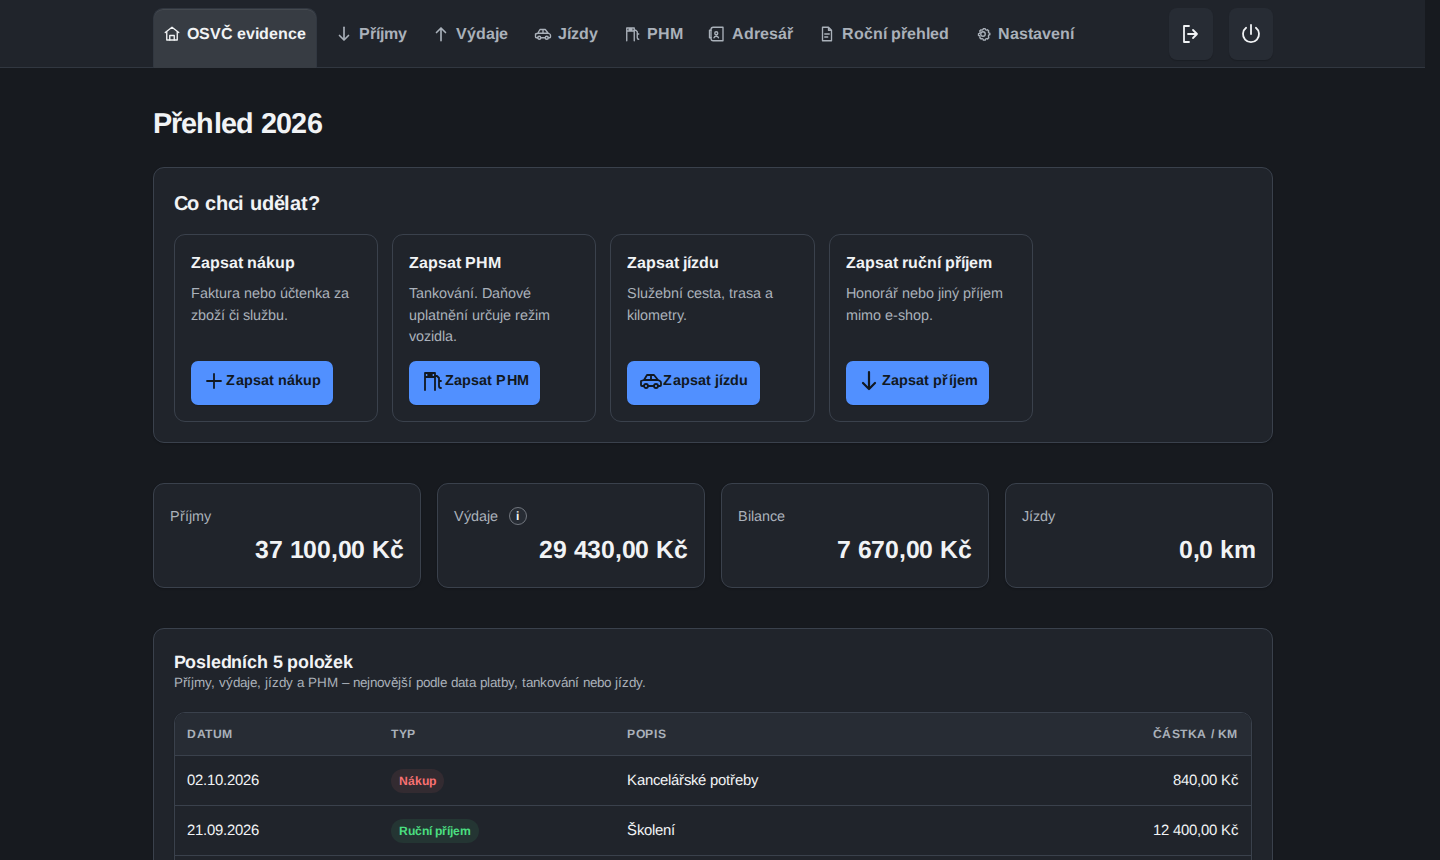 OSVČ evidence Příjmy Výdaje Jízdy PHM Adresář Roční přehled Nastavení
Přehled 2026
Co chci udělat?
Zapsat nákup
Faktura nebo účtenka za
zboží či službu.
Zapsat nákup
Zapsat PHM
Tankování. Daňové
uplatnění určuje režim
vozidla.
Zapsat PHM
Zapsat jízdu
Služební cesta, trasa a
kilometry.
Zapsat jízdu
Zapsat ruční příjem
Honorář nebo jiný příjem
mimo e-shop.
Zapsat příjem
Příjmy
37 100,00 Kč
Výdaje i
29 430,00 Kč
Bilance
7 670,00 Kč
Jízdy
0,0 km
Posledních 5 položek
Příjmy, výdaje, jízdy a PHM – nejnovější podle data platby, tankování nebo jízdy.
DATUM TYP POPIS ČÁSTKA / KM
02.10.2026 Nákup Kancelářské potřeby 840,00 Kč
21.09.2026 Ruční příjem Školení 12 400,00 Kč